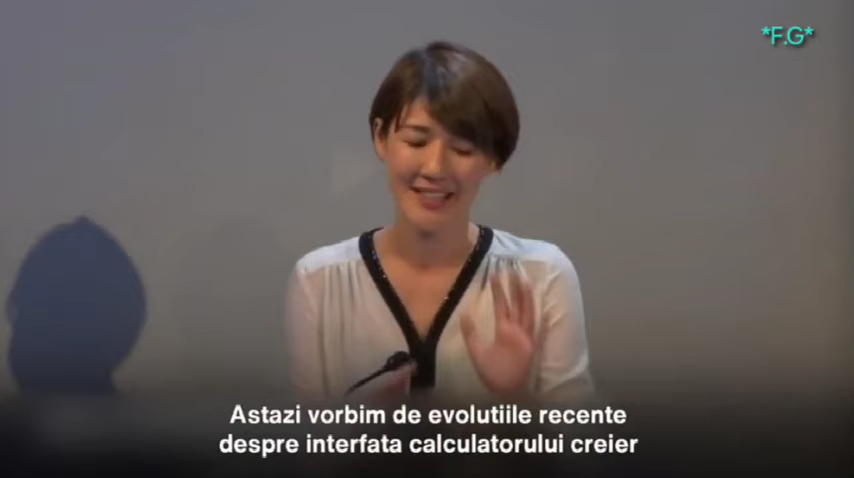 *F.G*
Astazi vorbim de evolutiile recente
despre interfata calculatorului creier